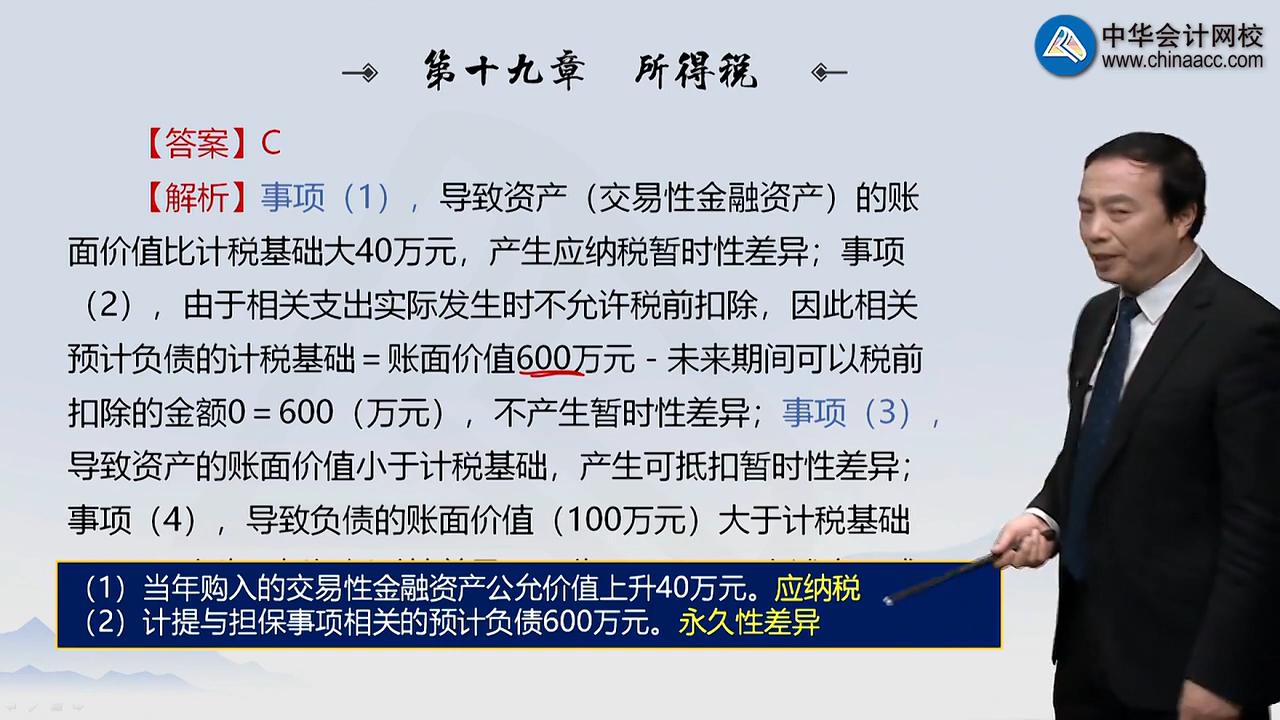 中华会计网校
www.chinaacc.com
第十九章 所得税
【答案】C
【解析】事项（1），导致资产（交易性金融资产）的账
面价值比计税基础大40万元，产生应纳税暂时性差异；事项
（2），由于相关支出实际发生时不允许税前扣除，因此相关
预计负债的计税基础＝账面价值600万元－未来期间可以税前
扣除的金额0＝600（万元），不产生暂时性差异；事项（3），
导致资产的账面价值小于计税基础，产生可抵扣暂时性差异；
事项（4），导致负债的账面价值（100万元）大于计税基础
（1）当年购入的交易性金融资产公允价值上升40万元。应纳税
（2）计提与担保事项相关的预计负债600万元。永久性差异